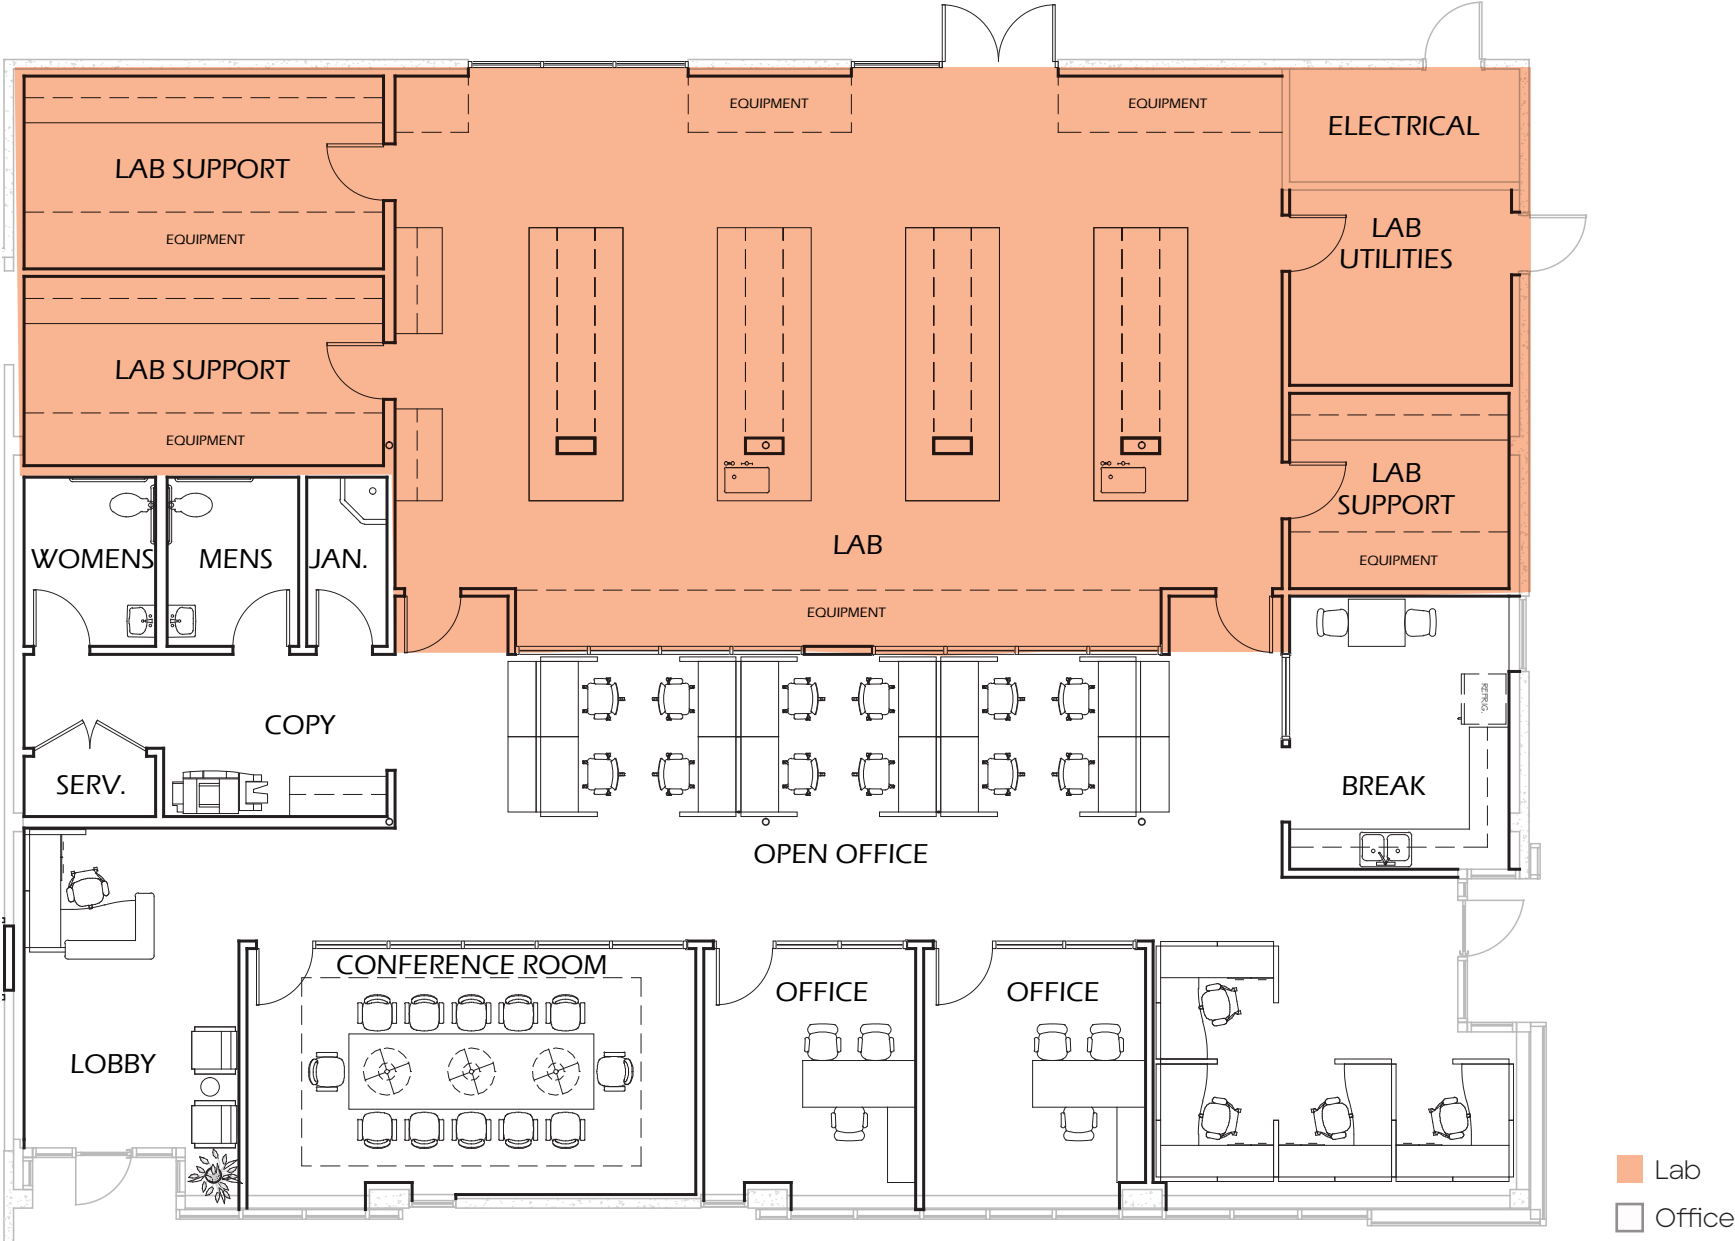 EQUIPMENT
EQUIPMENT
ELECTRICAL
LAB SUPPORT
LAB
UTILITIES
EQUIPMENT
LAB SUPPORT
EQUIPMENT
LAB
SUPPORT
LAB
EQUIPMENT
WOMENS
MENS
JAN.
EQUIPMENT
REFRIG.
COPY
SERV.
BREAK
OPEN OFFICE
CONFERENCE ROOM
OFFICE
OFFICE
LOBBY
Lab
Office